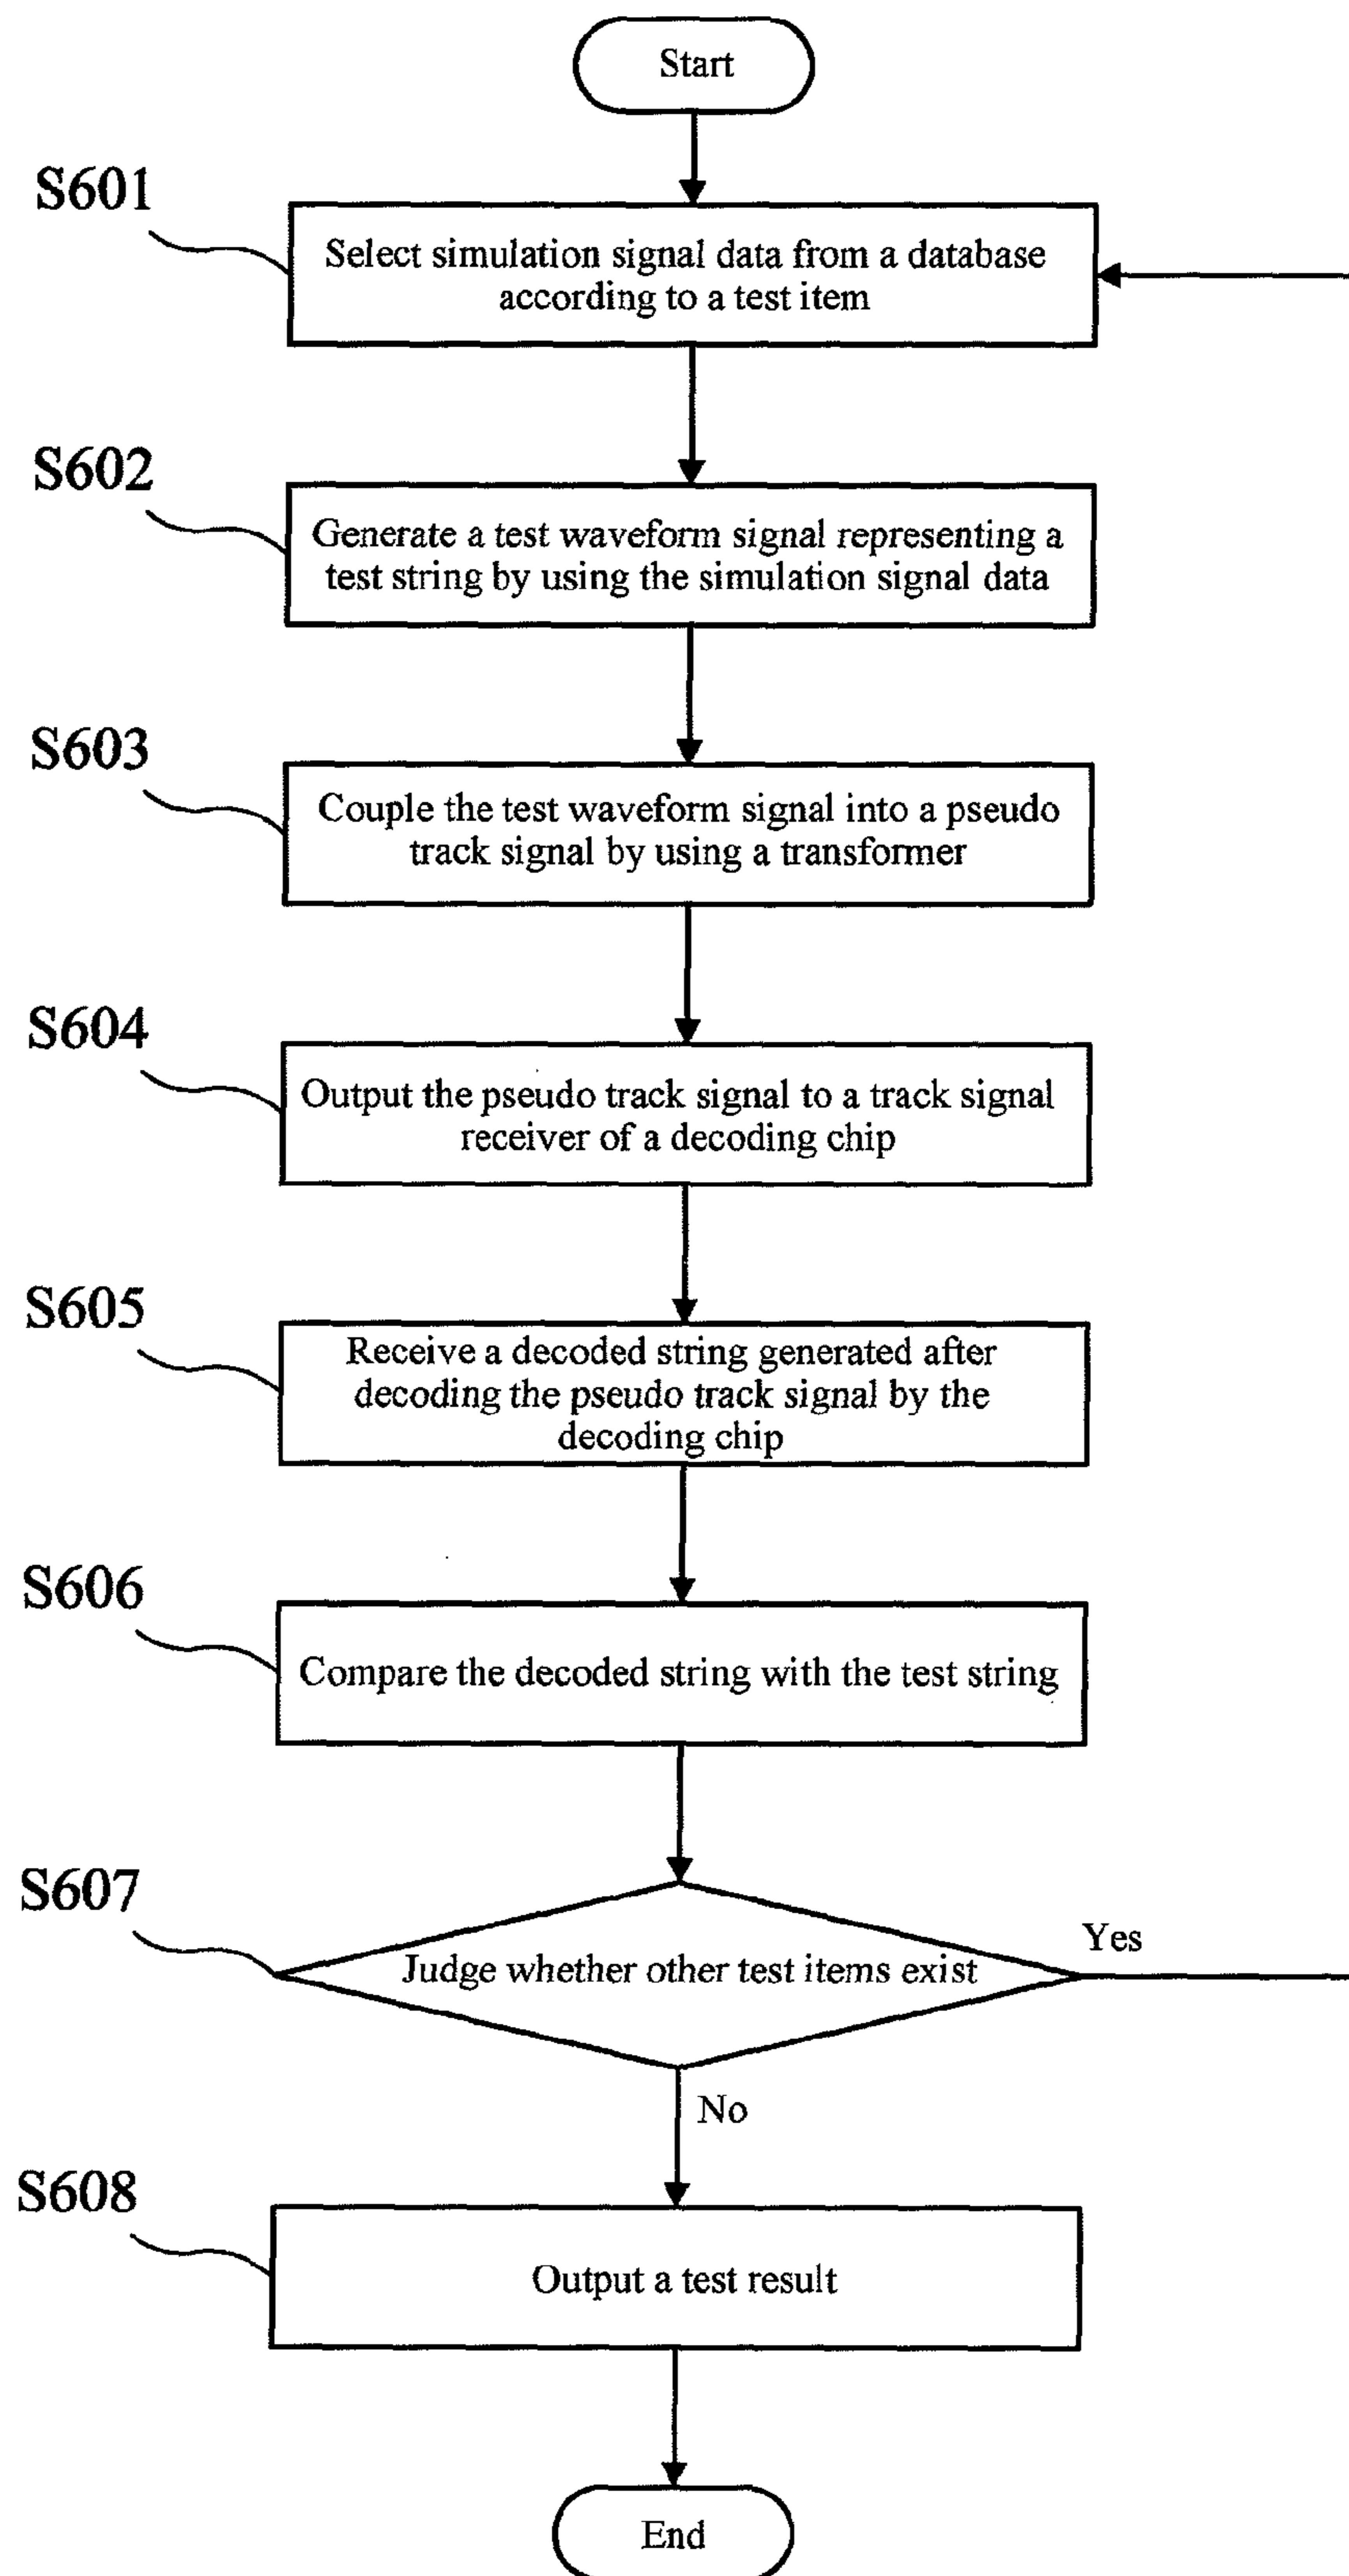 Start
S601
Select simulation signal data from a database
according to a test item
S602
Generate a test waveform signal representing a
test string by using the simulation signal data
S603
Couple the test waveform signal into a pseudo
track signal by using a transformer
S604
Output the pseudo track signal to a track signal
receiver of a decoding chip
S605
Receive a decoded string generated after
decoding the pseudo track signal by the
decoding chip
S606
Compare the decoded string with the test string
S607
Judge whether other test items exist
Yes
No
S608
Output a test result
End